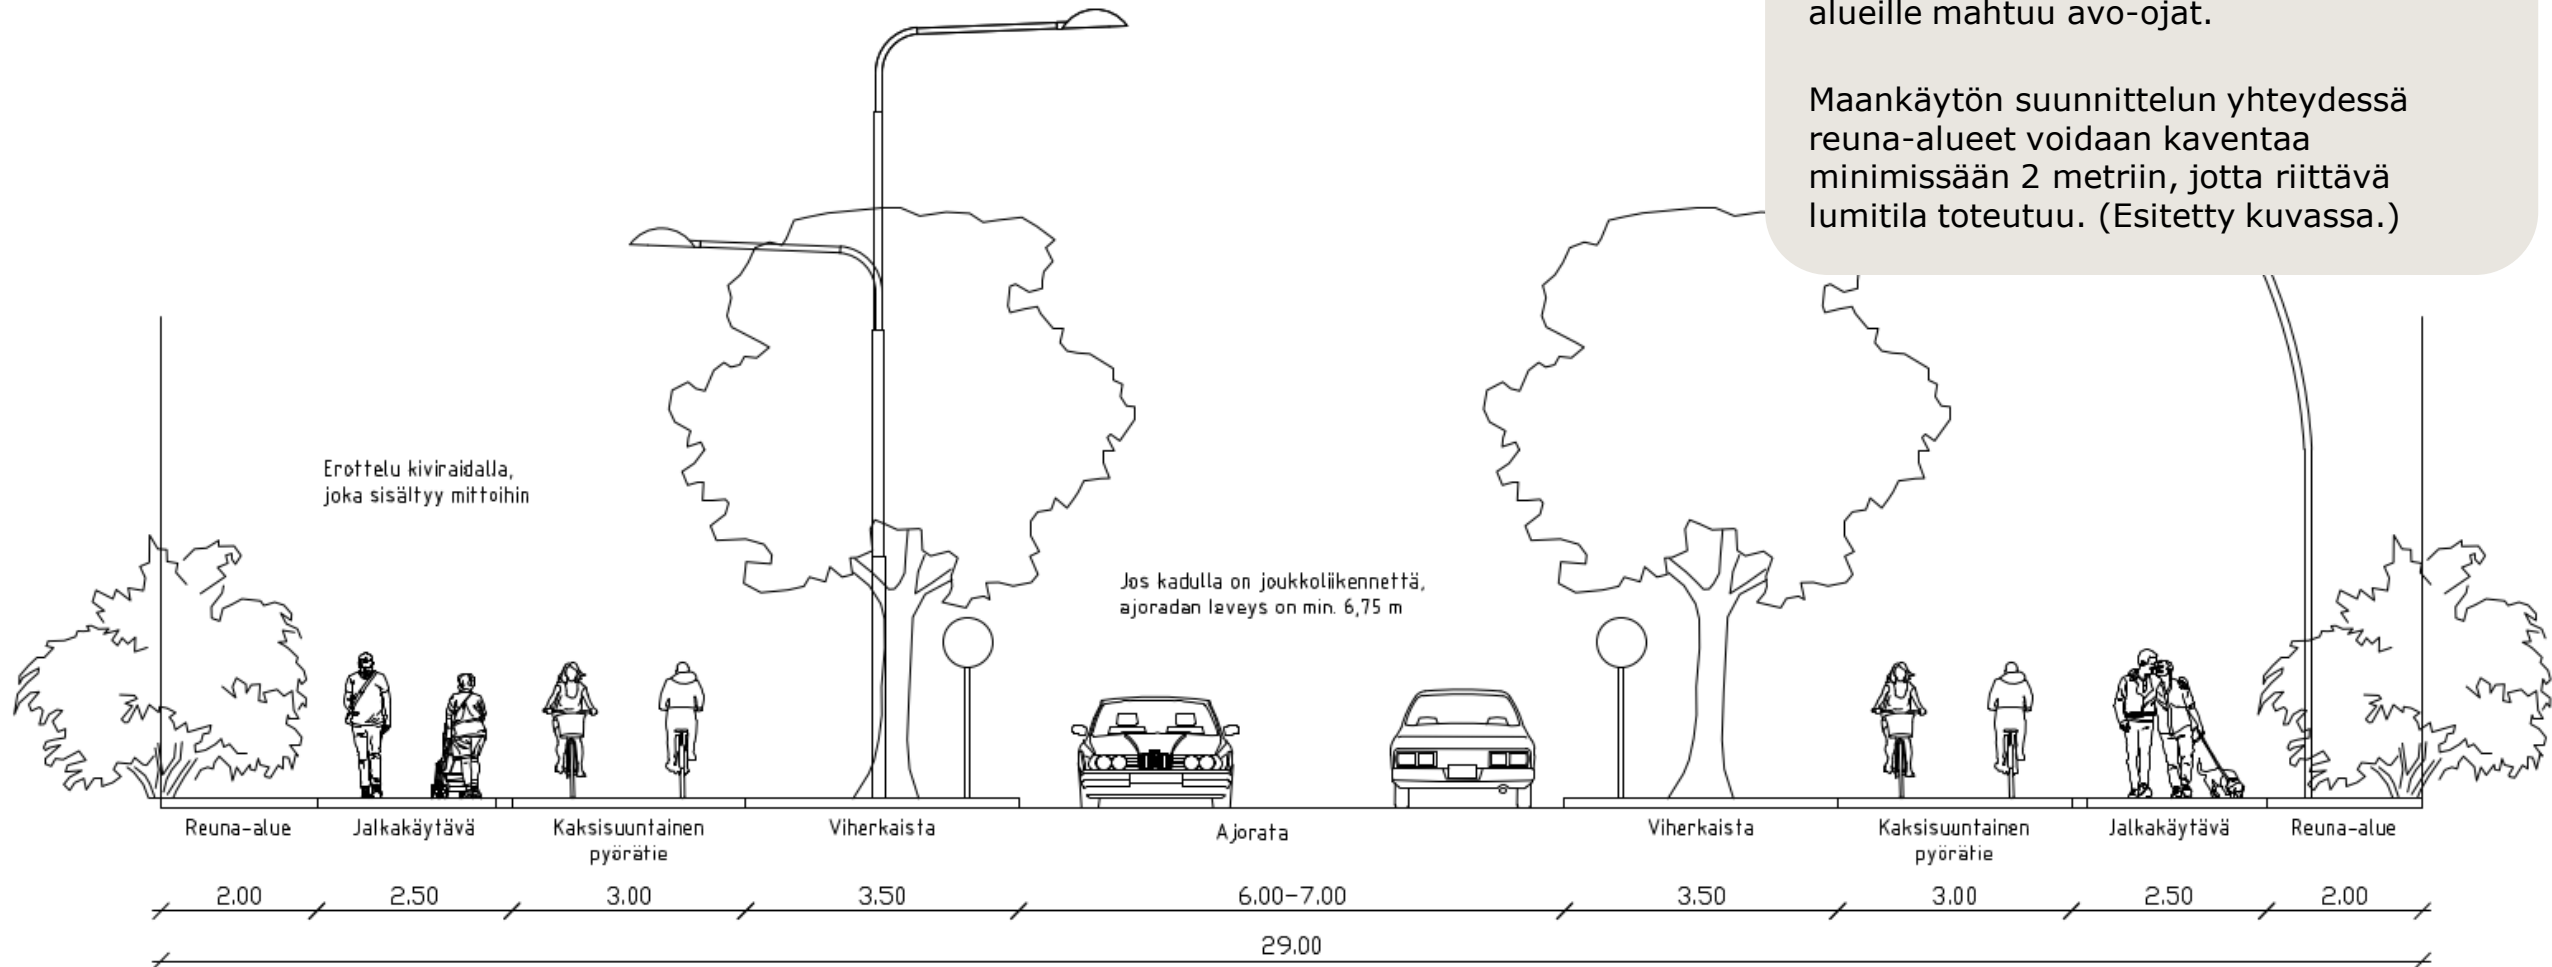 alueille mahtuu avo-ojat.
Maankäytön suunnittelun yhteydessä
reuna-alueet voidaan kaventaa
minimissään 2 metriin, jotta riittävä
lumitila toteutuu. (Esitetty kuvassa.)
Erottelu kiviraidalla,
joka sisältyy mittoihin
Jos kadulla on joukkoliikennettä,
ajoradan leveys on min. 6,75 m
Reuna-alue Jalkakäytävä Kaksisuuntainen Viherkaista Ajorata Viherkaista Kaksisuuntainen Jalkakäytävä Reuna-alue
pyörätie pyörätie
2.00 2.50 3.00 3.50 6.00-7.00 3.50 3.00 2.50 2.00
29.00